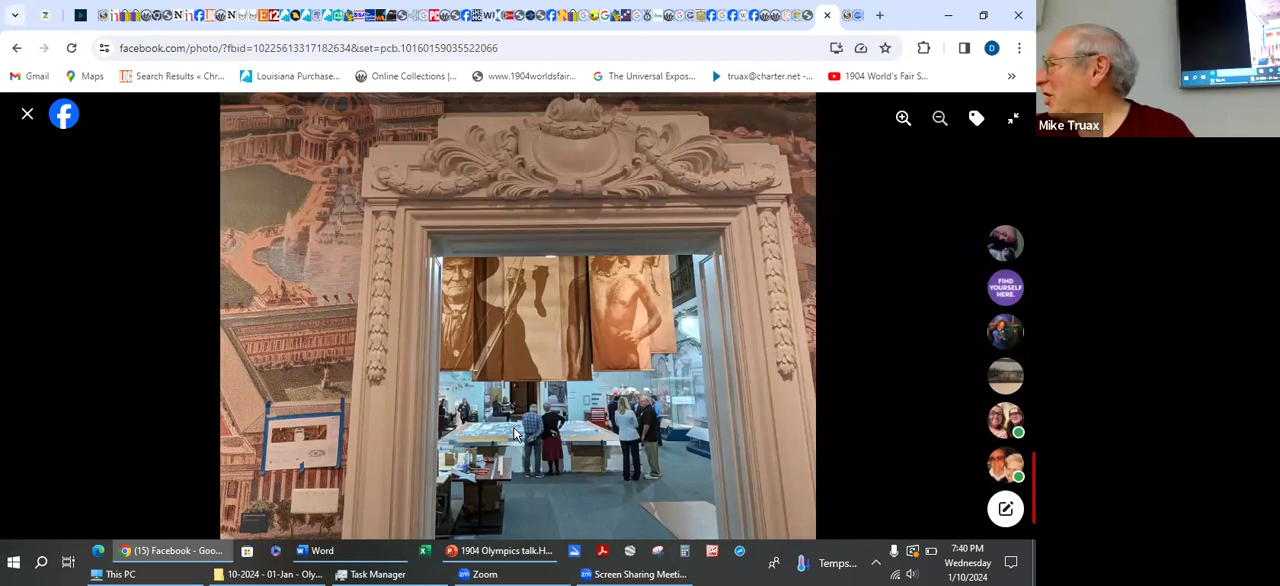 facebook.com/photo/?fbid=10225613317182634&set=pcb.10160159035522066
Gmail
Maps
Search Results « Chr...
Louisiana Purchase...
Online Collections |...
www.1904worldsfair...
The Universal Expos...
truax@charter.net -...
1904 World's Fair S...
»
D
Mike Truax
FIND
YOURSELF
HERE.
(15) Facebook - Goo...
Word
1904 Olympics talk.H...
Temps...
7:40 PM
Wednesday
1/10/2024
This PC
10-2024 - 01-Jan - Oly...
Task Manager
Zoom
Screen Sharing Meeti...